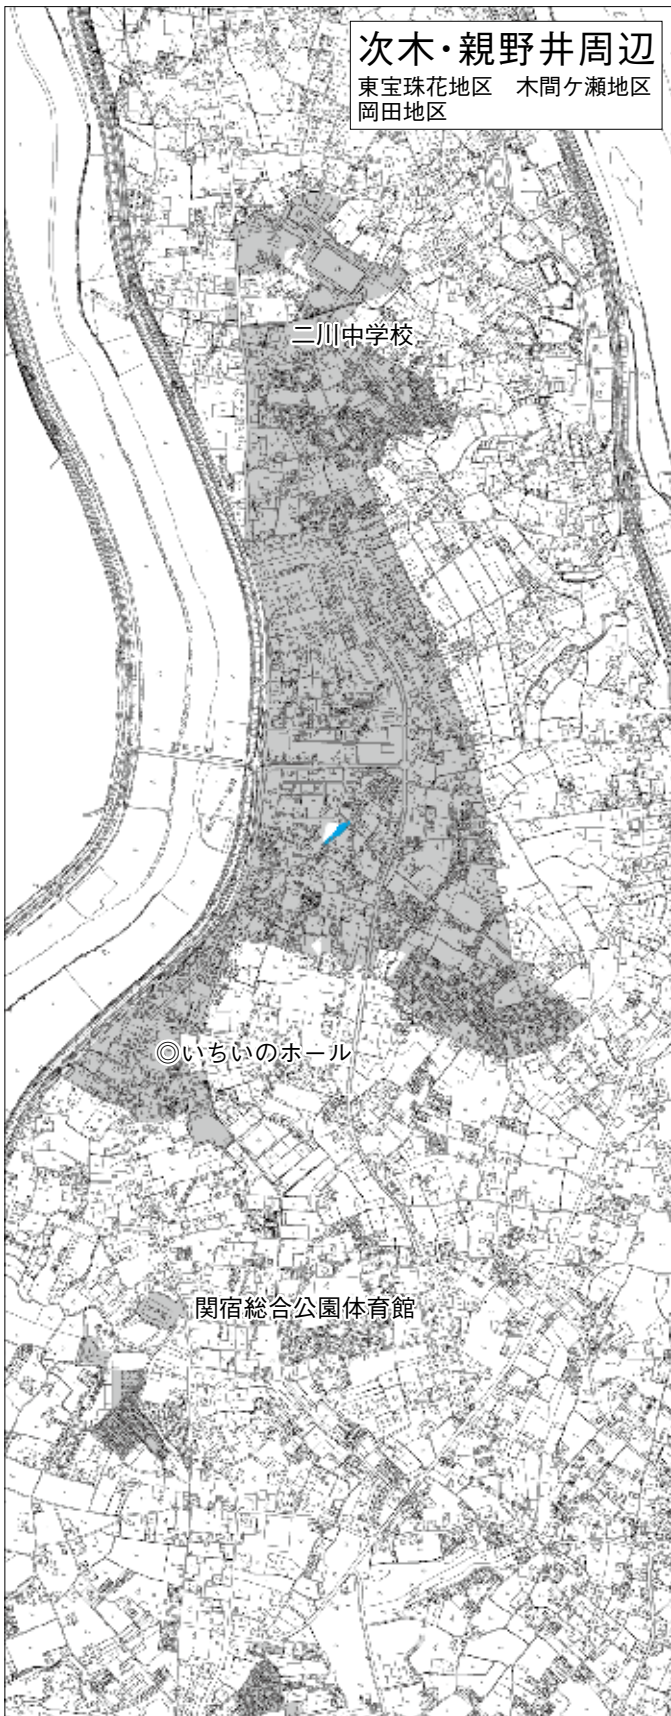 次木・親野井周辺
東宝珠花地区　木間ケ瀬地区
岡田地区
二川中学校
◎いちいのホール
関宿総合公園体育館